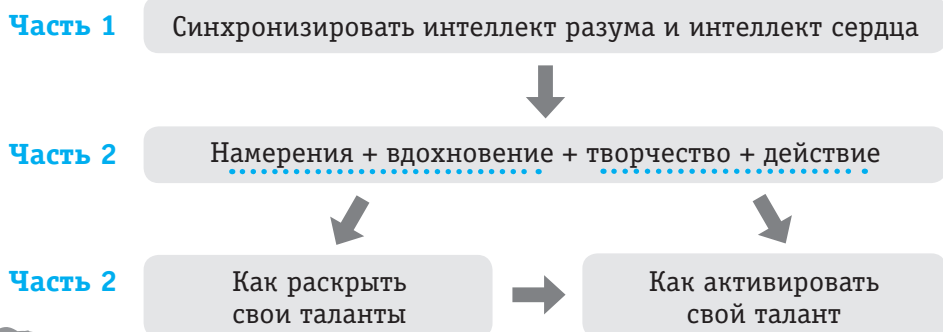 Часть 1
Синхронизировать интеллект разума и интеллект сердца
Часть 2
Намерения + вдохновение + творчество + действие
Часть 2
Как раскрыть
свои таланты
Как активировать
свой талант